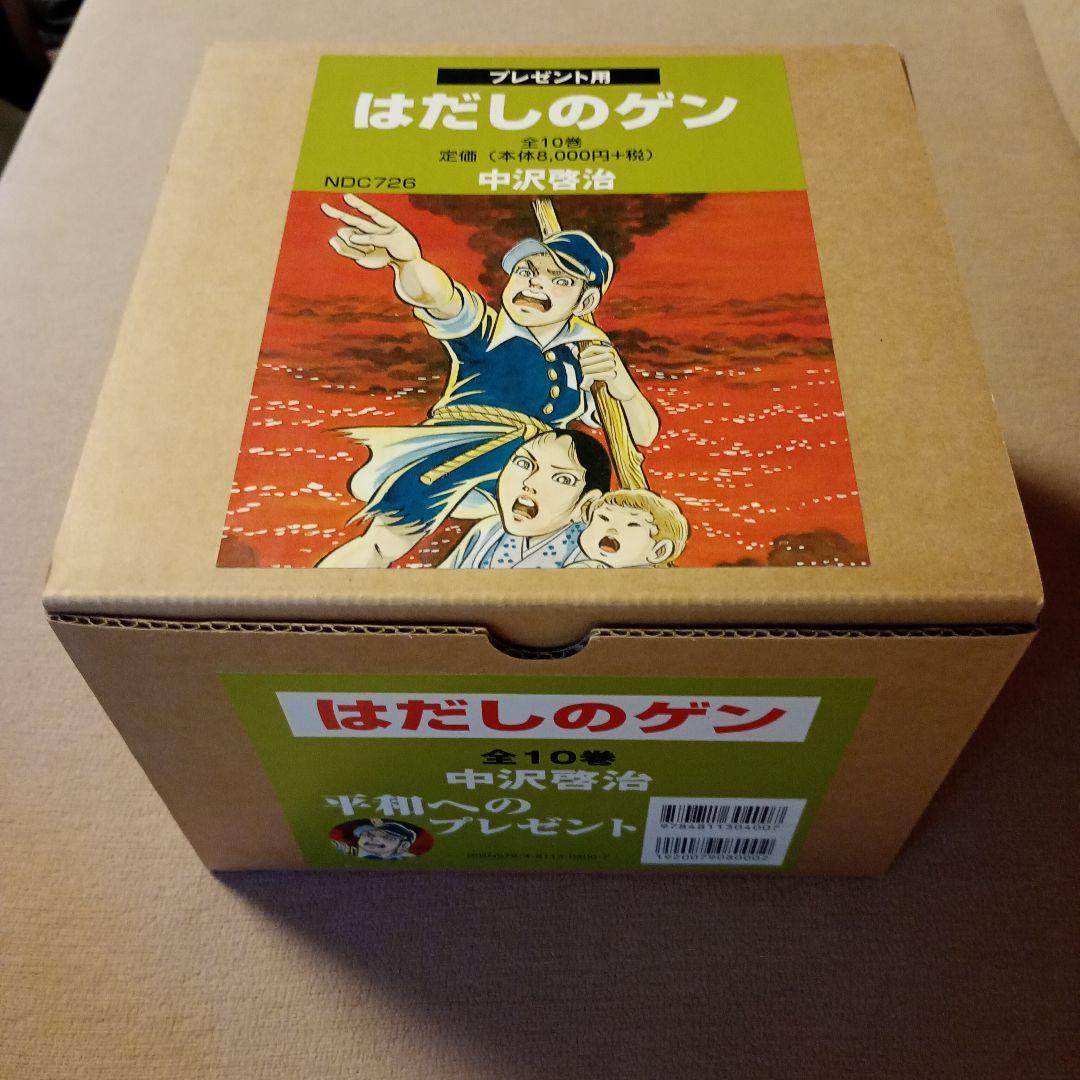 プレゼント用
はだしのゲン
全10巻
定価（本体8,000円+税）
NDC726
中沢啓治
はだしのゲン
全10巻
中沢啓治
平和への
プレゼント
9784811304007
1920079080002